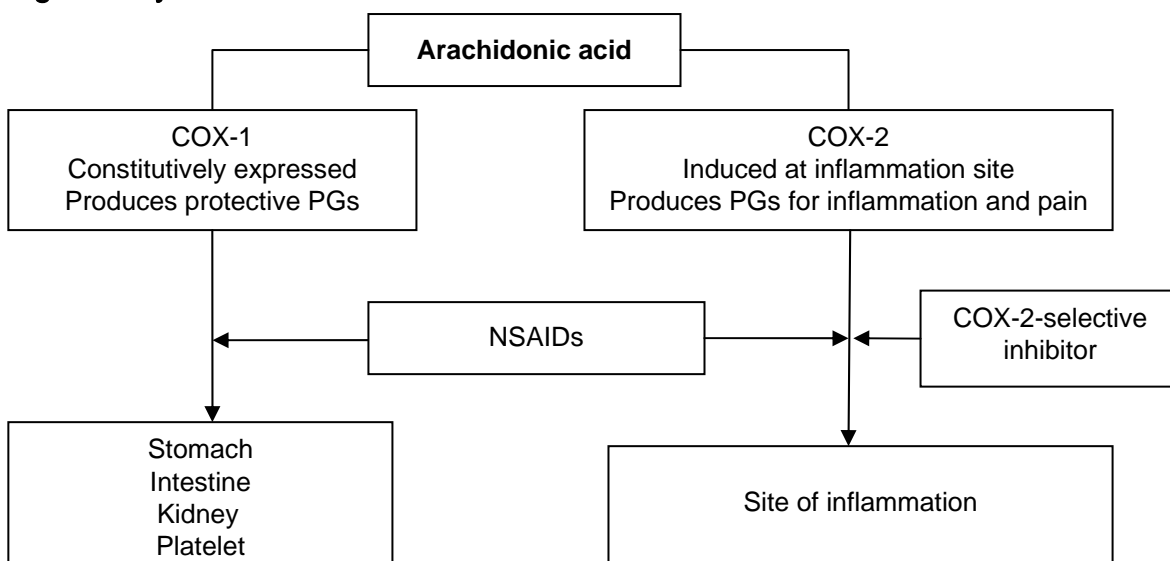 Arachidonic acid
COX-1
Constitutively expressed
Produces protective PGs
COX-2
Induced at inflammation site
Produces PGs for inflammation and pain
NSAIDs
COX-2-selective
inhibitor
Stomach
Intestine
Kidney
Platelet
Site of inflammation